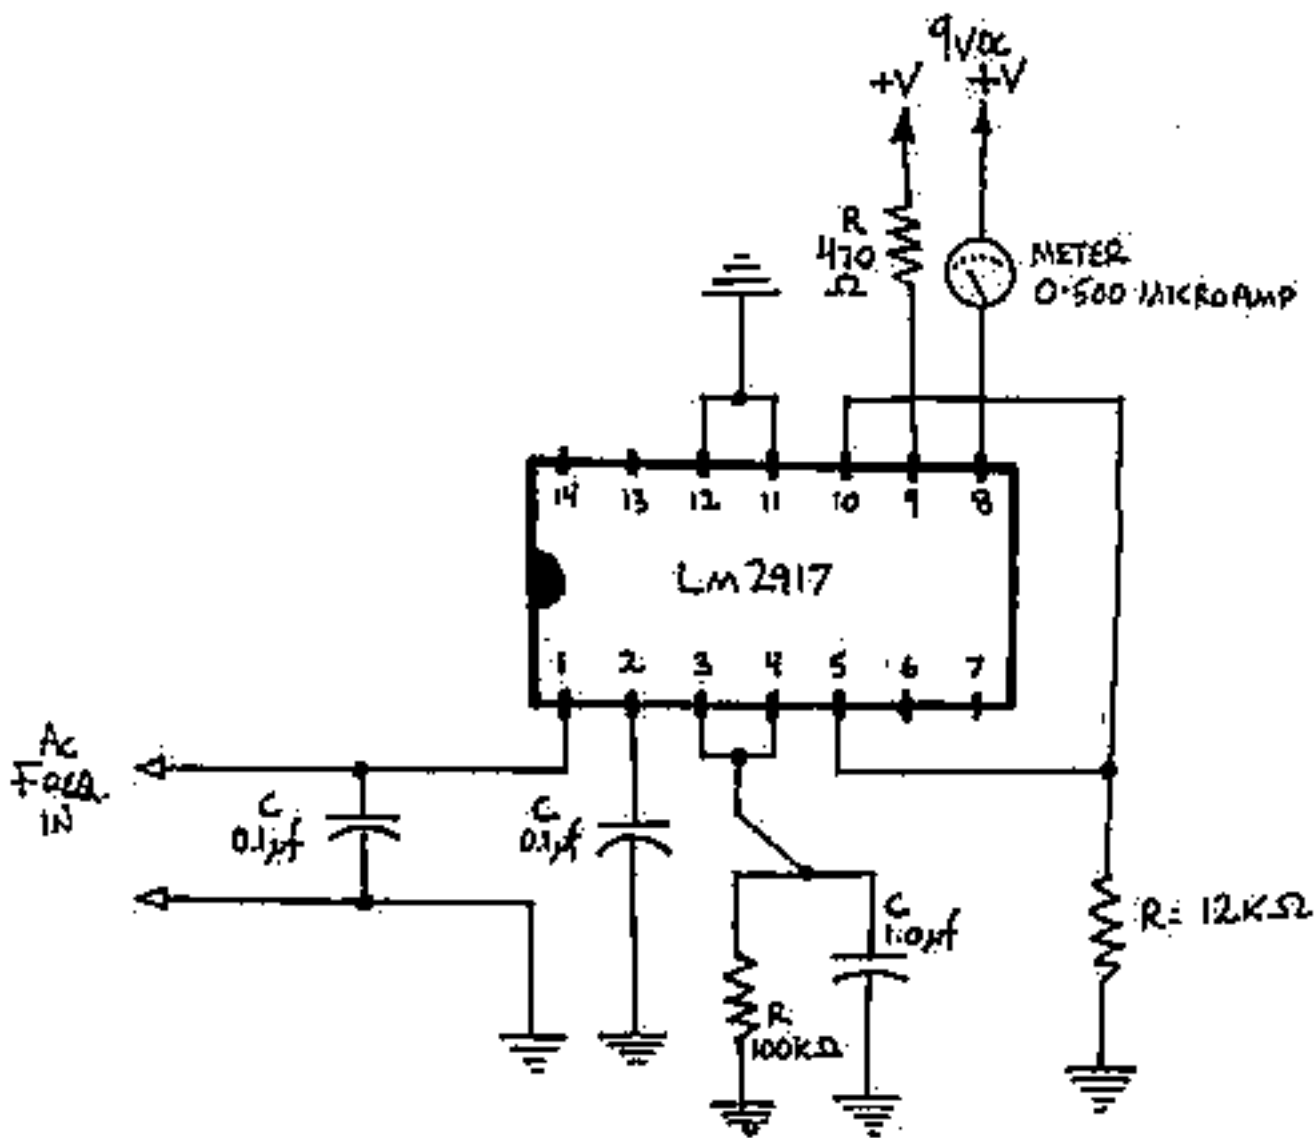 9VDC
+V +V
R
470
Ω
METER
0-500 MICROAMP
14 13 12 11 10 9 8
LM2917
1 2 3 4 5 6 7
AC
FREQ
IN
C
0.1µf
C
0.1µf
C
1.0µf
R
100KΩ
R= 12KΩ